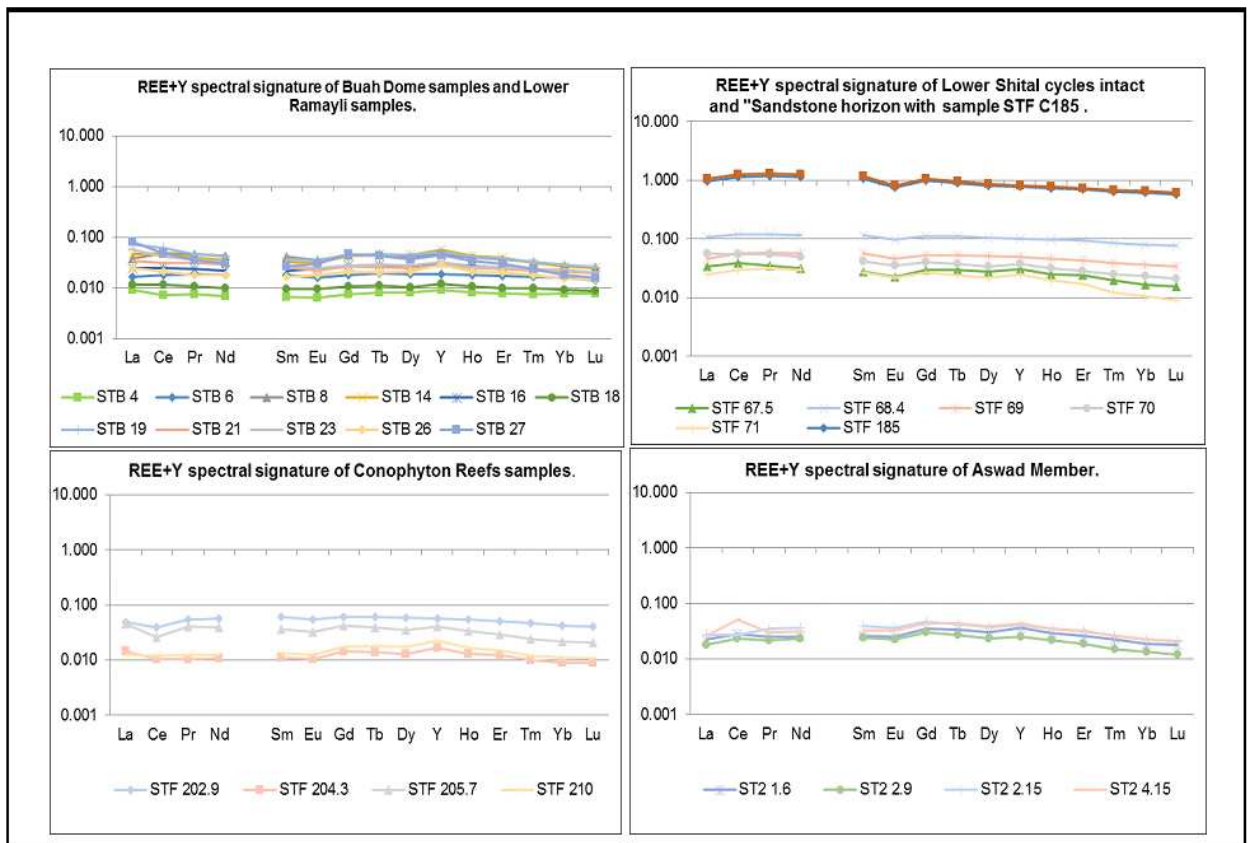 REE+Y spectral signature of Buah Dome samples and Lower
Ramayli samples.
10.000
1.000
0.100
0.010
0.001
La Ce Pr Nd Sm Eu Gd Tb Dy Y Ho Er Tm Yb Lu
STB 4 STB 6 STB 8 STB 14 STB 16 STB 18
STB 19 STB 21 STB 23 STB 26 STB 27
REE+Y spectral signature of Lower Shital cycles intact
and "Sandstone horizon with sample STF C185 .
10.000
1.000
0.100
0.010
0.001
La Ce Pr Nd Sm Eu Gd Tb Dy Y Ho Er Tm Yb Lu
STF 67.5 STF 68.4 STF 69 STF 70
STF 71 STF 185
REE+Y spectral signature of Conophyton Reefs samples.
10.000
1.000
0.100
0.010
0.001
La Ce Pr Nd Sm Eu Gd Tb Dy Y Ho Er Tm Yb Lu
STF 202.9 STF 204.3 STF 205.7 STF 210
REE+Y spectral signature of Aswad Member.
10.000
1.000
0.100
0.010
0.001
La Ce Pr Nd Sm Eu Gd Tb Dy Y Ho Er Tm Yb Lu
ST2 1.6 ST2 2.9 ST2 2.15 ST2 4.15